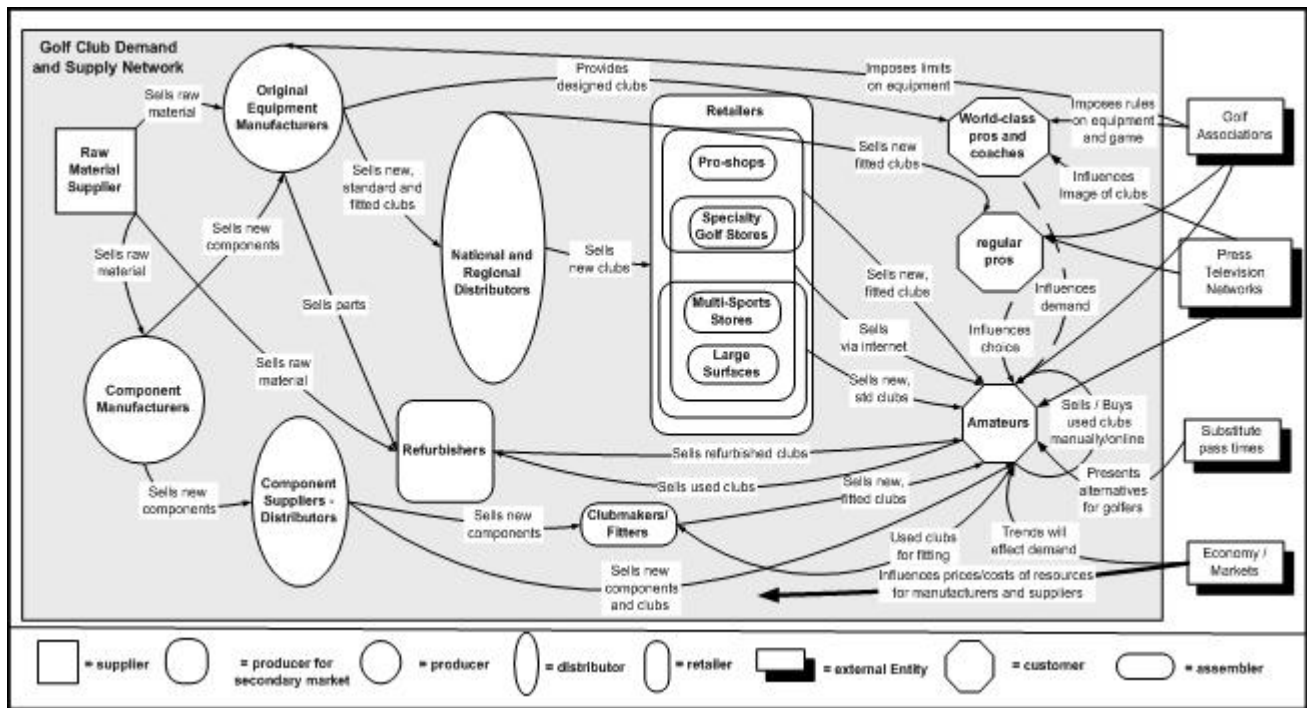 Golf Club Demand
and Supply Network
Sells raw
material
Original
Equipment
Manufacturers
Provides
designed clubs
Imposes limits
on equipment
Retailers
World-class
pros and
coaches
Imposes rules
on equipment
and game
Golf
Associations
Raw
Material
Supplier
Pro-shops
Sells new
fitted clubs
Sells new,
standard and
fitted clubs
Influences
Image of clubs
Sells new
components
Specialty
Golf Stores
regular
pros
Sells raw
material
National and
Regional
Distributors
Sells
new clubs
Press
Television
Networks
Sells new,
fitted clubs
Influences
demand
Sells parts
Multi-Sports
Stores
Sells
via internet
Influences
choice
Large
Surfaces
Sells raw
material
Component
Manufacturers
Sells new,
std clubs
Amateurs
Sells / Buys
used clubs
manually/online
Substitute
pass times
Refurbishers
Sells refurbished clubs
Sells used clubs
Sells new,
fitted clubs
Presents
alternatives
for golfers
Sells new
components
Component
Suppliers -
Distributors
Sells new
components
Clubmakers/
Fitters
Used clubs
for fitting
Trends will
effect demand
Economy /
Markets
Sells new
components
and clubs
Influences prices/costs of resources
for manufacturers and suppliers
= supplier
= producer for
secondary market
= producer
= distributor
= retailer
= external Entity
= customer
= assembler